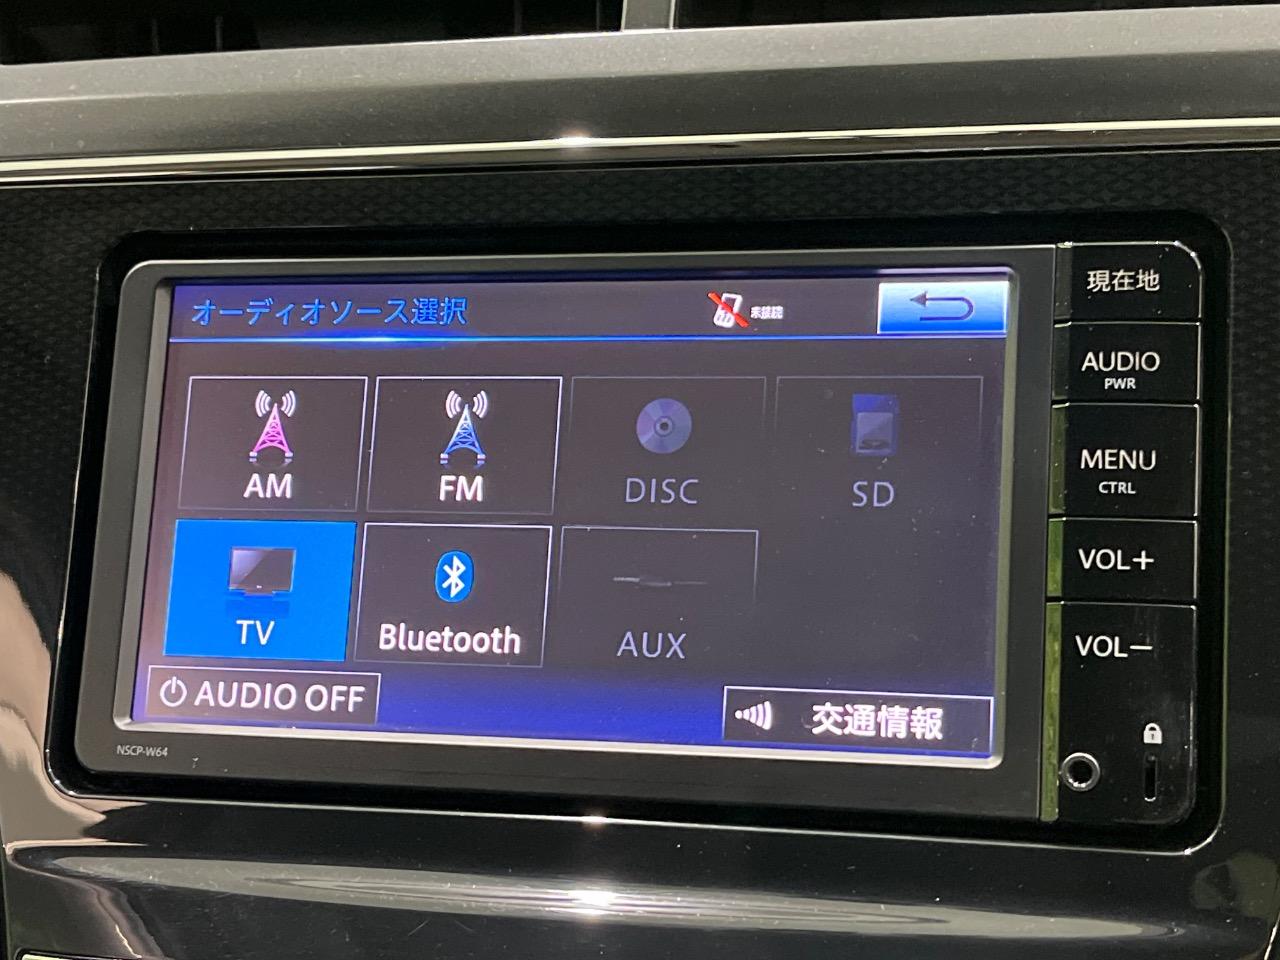 オーディオソース選択
未接続
AM
FM
DISC
SD
TV
Bluetooth
AUX
AUDIO OFF
交通情報
NSCP-W64
現在地
AUDIO
PWR
MENU
CTRL
VOL+
VOL−